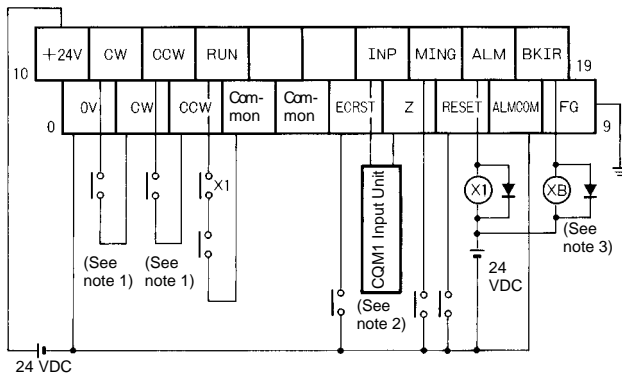 +24V CW CCW RUN INP MING ALM BKIR
10 19
0V CW CCW Com-mon Com-mon ECRST Z RESET ALMCOM FG
0 9
X1
CQM1 Input Unit
X1 XB
(See note 1)
(See note 1)
(See note 2)
(See note 3)
24 VDC
24 VDC